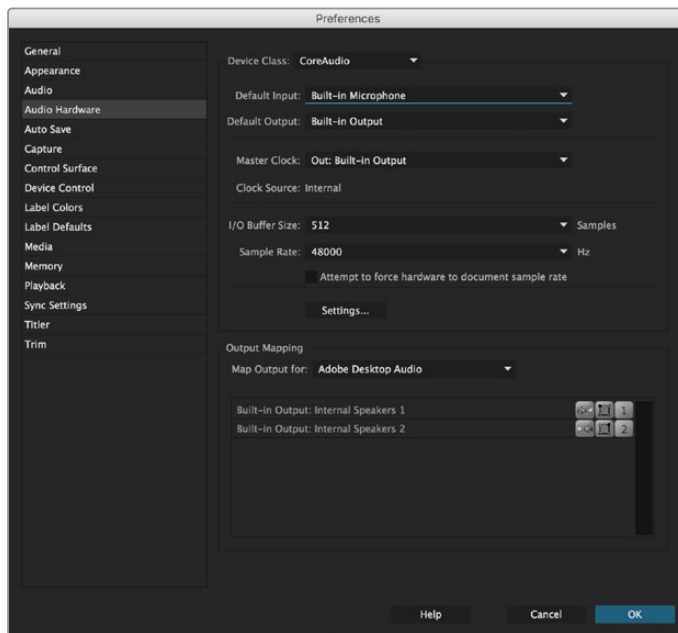 Preferences
General
Appearance
Audio
Audio Hardware
Auto Save
Capture
Control Surface
Device Control
Label Colors
Label Defaults
Media
Memory
Playback
Sync Settings
Titler
Trim
Device Class: CoreAudio
Default Input: Built-in Microphone
Default Output: Built-in Output
Master Clock: Out: Built-in Output
Clock Source: Internal
I/O Buffer Size: 512 Samples
Sample Rate: 48000 Hz
Attempt to force hardware to document sample rate
Settings...
Output Mapping
Map Output for: Adobe Desktop Audio
Built-in Output: Internal Speakers 1 1
Built-in Output: Internal Speakers 2 2
Help Cancel OK